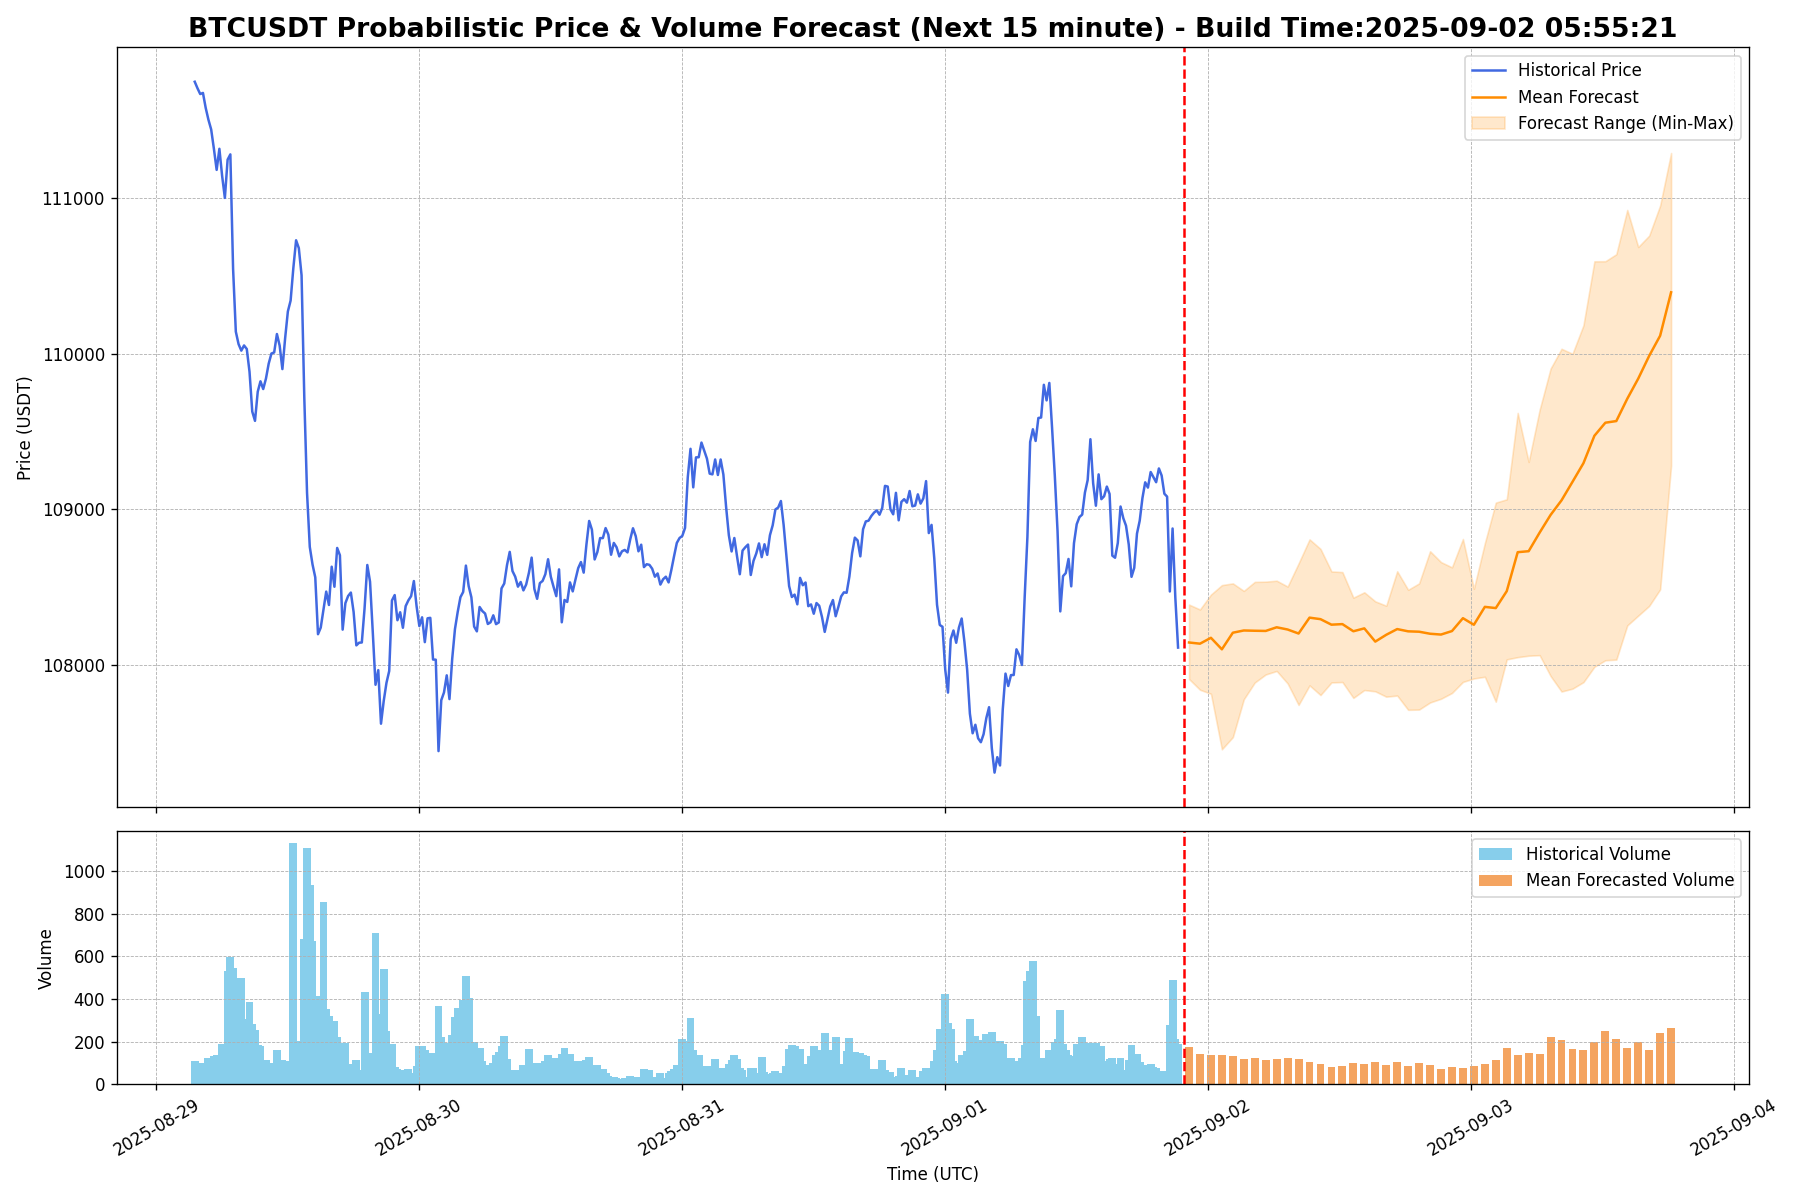 BTCUSDT Probabilistic Price & Volume Forecast (Next 15 minute) - Build Time:2025-09-02 05:55:21
Historical Price
Mean Forecast
Forecast Range (Min-Max)
111000
110000
109000
108000
Price (USDT)
Historical Volume
Mean Forecasted Volume
1000
800
600
400
200
0
Volume
2025-08-29
2025-08-30
2025-08-31
2025-09-01
2025-09-02
2025-09-03
2025-09-04
Time (UTC)